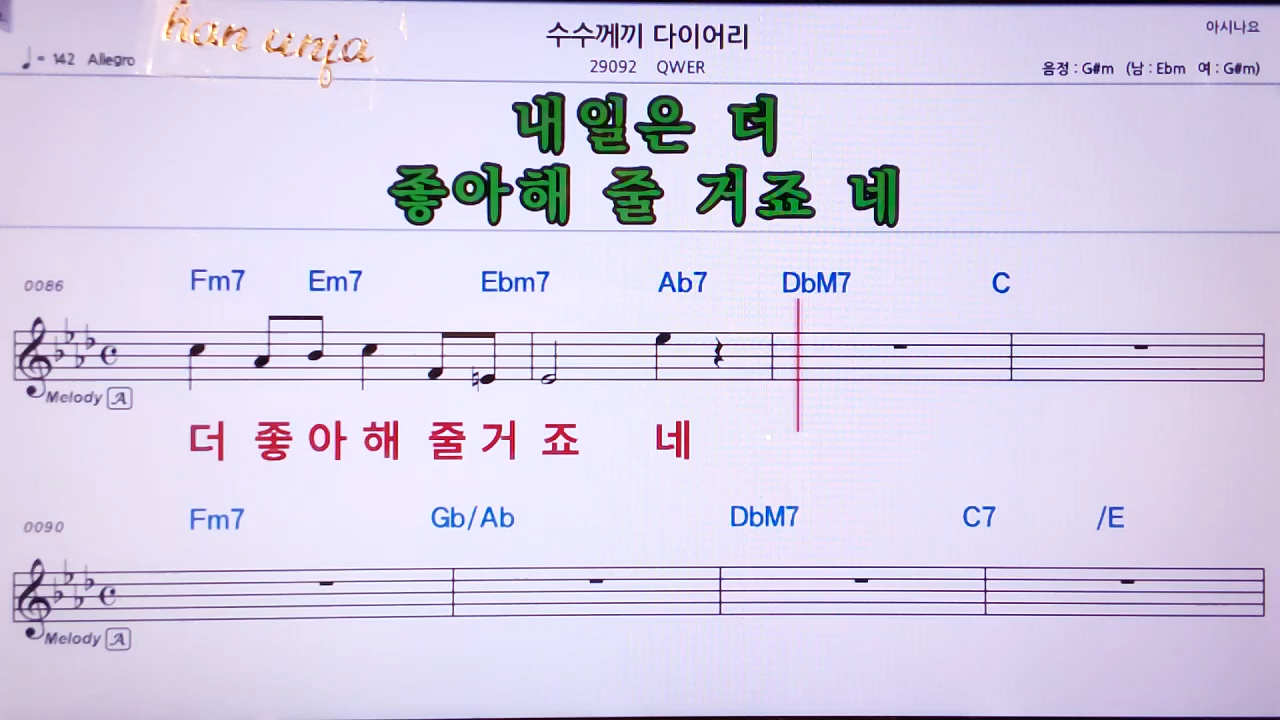 han unja
수수께끼 다이어리
아시나요
♩= 142 Allegro
29092 QWER
음정 : G#m (남 : Ebm 여 : G#m)
내일은 더
좋아해 줄 거죠 네
0086 Fm7 Em7 Ebm7 Ab7 DbM7 C
Melody A
더 좋 아 해 줄 거 죠 네
0090 Fm7 Gb/Ab DbM7 C7 /E
Melody A